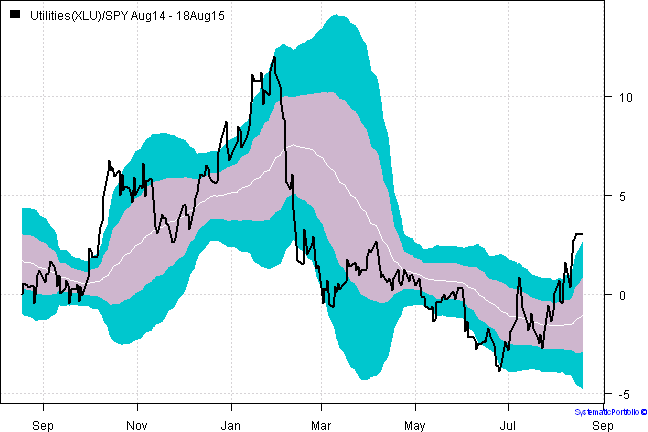 Utilities(XLU)/SPY Aug14 - 18Aug15
10
5
0
-5
SystematicPortfolio ©
Sep Nov Jan Mar May Jul Sep